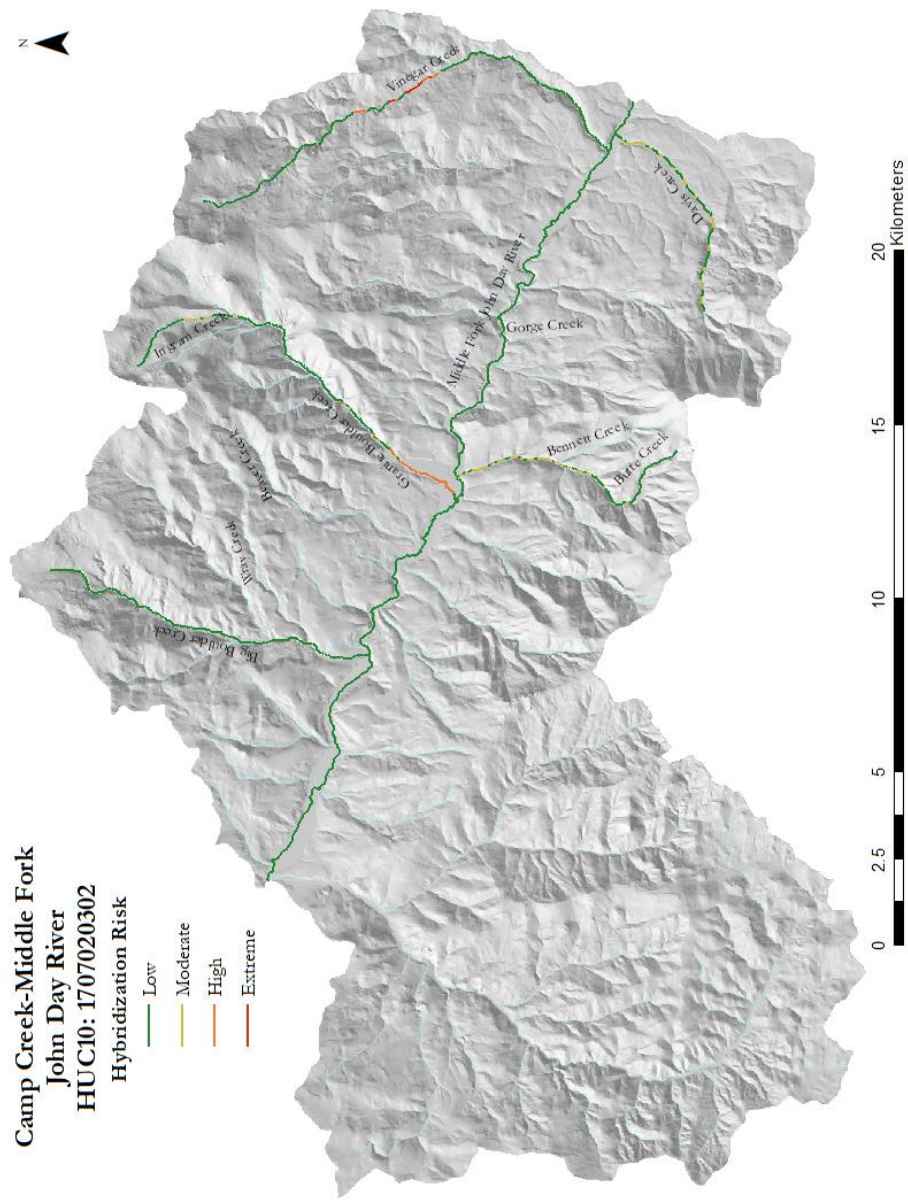 Camp Creek-Middle Fork
John Day River
HUC10: 1707020302
Hybridization Risk
Low
Moderate
High
Extreme
N
Big Boulder Creek
Wray Creek
Beaver Creek
Granite Boulder Creek
Ingram Creek
Vinegar Creek
Middle Fork John Day River
Gorge Creek
Davis Creek
Bennett Creek
Butte Creek
0 2.5 5 10 15 20
Kilometers